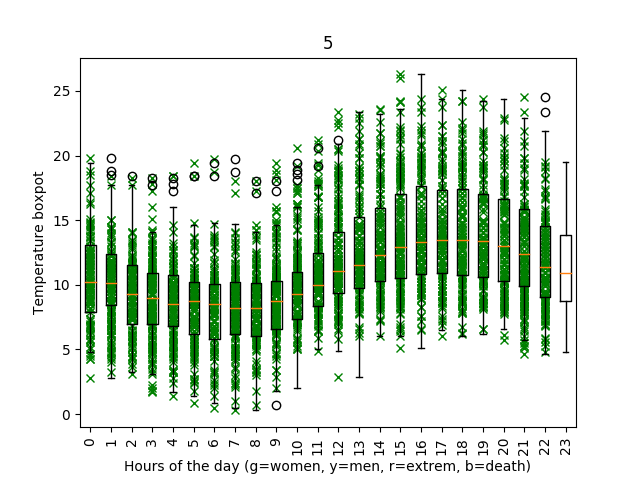 5
25
20
15
10
5
0
Temperature boxpot
0 1 2 3 4 5 6 7 8 9 10 11 12 13 14 15 16 17 18 19 20 21 22 23
Hours of the day (g=women, y=men, r=extrem, b=death)